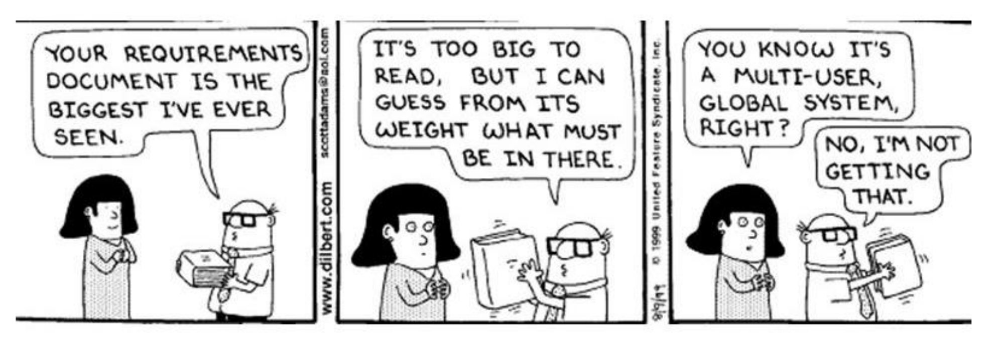 YOUR REQUIREMENTS
DOCUMENT IS THE
BIGGEST I'VE EVER
SEEN.
www.dilbert.com scottadams@aol.com
IT'S TOO BIG TO
READ, BUT I CAN
GUESS FROM ITS
WEIGHT WHAT MUST
BE IN THERE.
8/9/99 © 1999 United Feature Syndicate, Inc.
YOU KNOW IT'S
A MULTI-USER,
GLOBAL SYSTEM,
RIGHT?
NO, I'M NOT
GETTING
THAT.